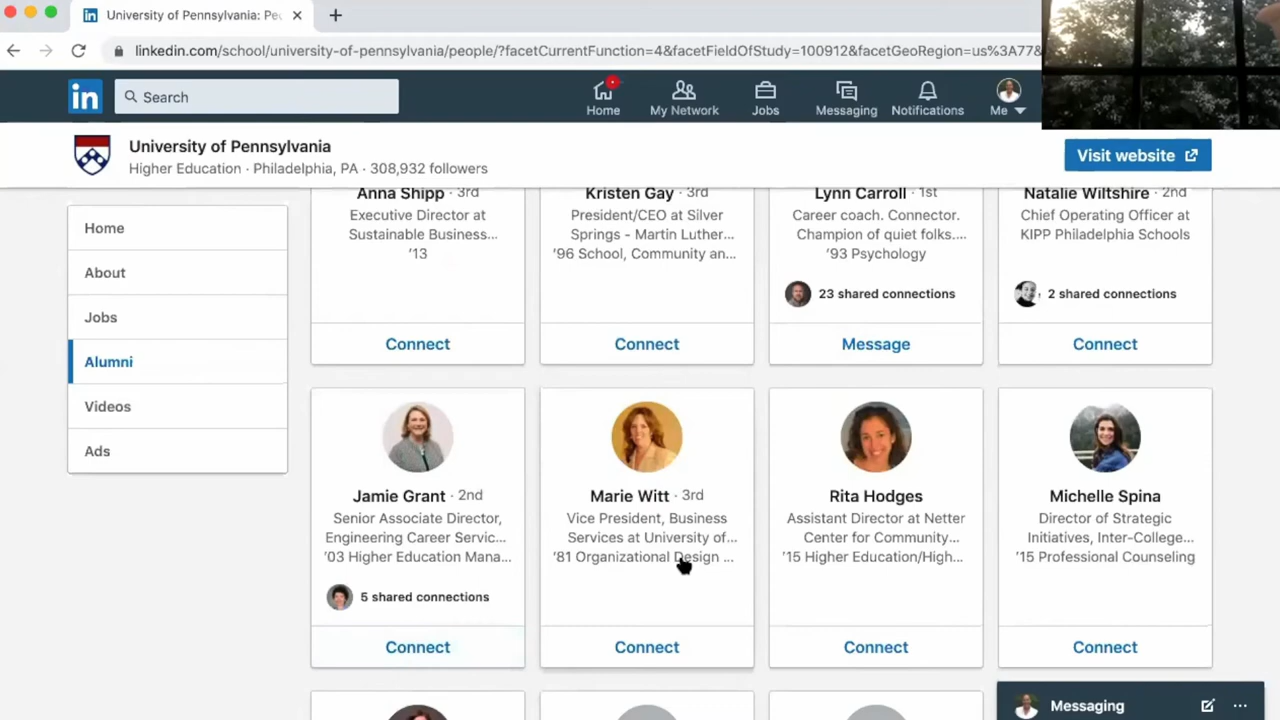 University of Pennsylvania: Pe
linkedin.com/school/university-of-pennsylvania/people/?facetCurrentFunction=4&facetFieldOfStudy=100912&facetGeoRegion=us%3A77&
in
Search
Home
My Network
Jobs
Messaging
Notifications
Me
University of Pennsylvania
Higher Education · Philadelphia, PA · 308,932 followers
Visit website
Home
About
Jobs
Alumni
Videos
Ads
Anna Shipp · 3rd
Executive Director at
Sustainable Business...
'13
Connect
Kristen Gay · 3rd
President/CEO at Silver
Springs - Martin Luther...
'96 School, Community an...
Connect
Lynn Carroll · 1st
Career coach. Connector.
Champion of quiet folks....
'93 Psychology
23 shared connections
Message
Natalie Wiltshire · 2nd
Chief Operating Officer at
KIPP Philadelphia Schools
2 shared connections
Connect
Jamie Grant · 2nd
Senior Associate Director,
Engineering Career Servic...
'03 Higher Education Mana...
5 shared connections
Connect
Marie Witt · 3rd
Vice President, Business
Services at University of...
'81 Organizational Design ...
Connect
Rita Hodges
Assistant Director at Netter
Center for Community...
'15 Higher Education/High...
Connect
Michelle Spina
Director of Strategic
Initiatives, Inter-College...
'15 Professional Counseling
Connect
Messaging